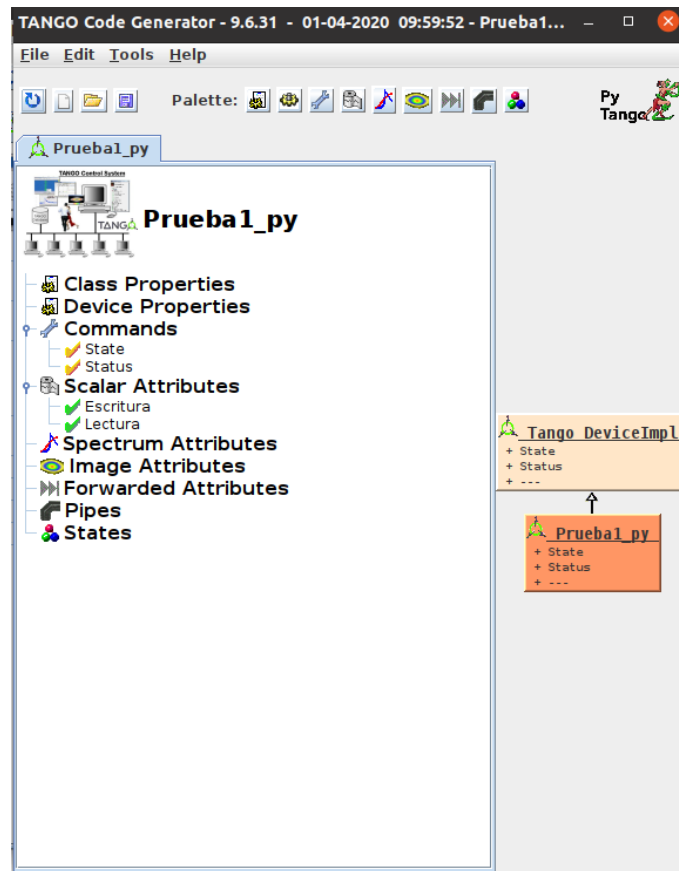 TANGO Code Generator - 9.6.31 - 01-04-2020 09:59:52 - Prueba1...
File Edit Tools Help
Palette:
Py
Tango
Prueba1_py
TANGO Control System
TANGO
Prueba1_py
Class Properties
Device Properties
Commands
State
Status
Scalar Attributes
Escritura
Lectura
Spectrum Attributes
Image Attributes
Forwarded Attributes
Pipes
States
Tango DeviceImpl
+ State
+ Status
+ ---
Prueba1_py
+ State
+ Status
+ ---